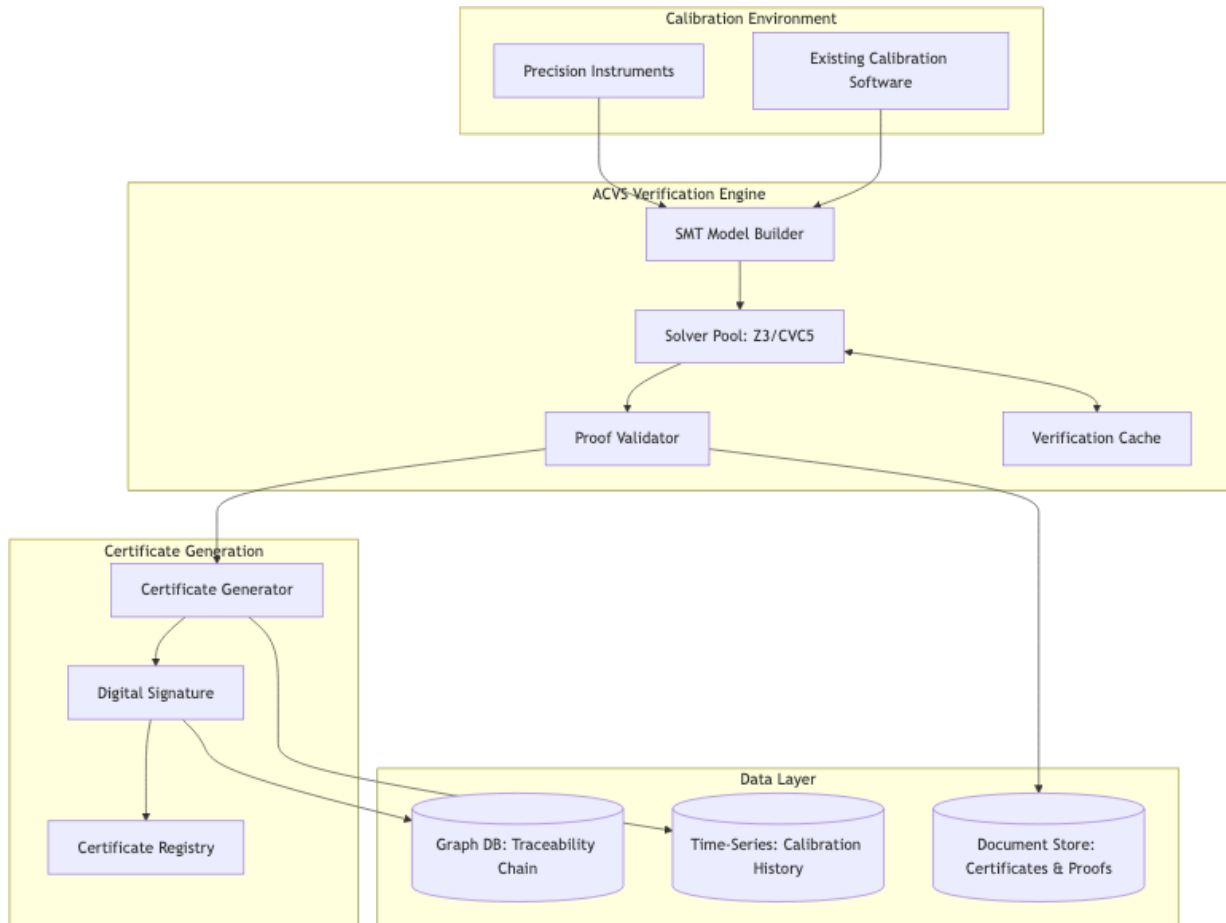 Calibration Environment
Precision Instruments
Existing Calibration
Software
ACVS Verification Engine
SMT Model Builder
Solver Pool: Z3/CVC5
Proof Validator
Verification Cache
Certificate Generation
Certificate Generator
Digital Signature
Certificate Registry
Data Layer
Graph DB: Traceability
Chain
Time-Series: Calibration
History
Document Store:
Certificates & Proofs